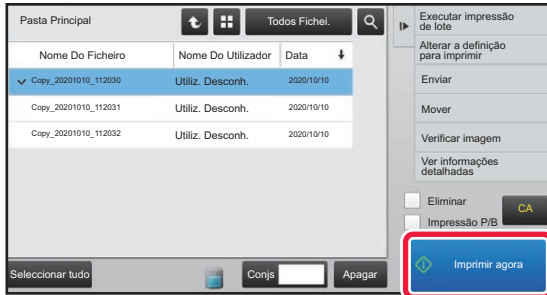 Pasta Principal
Todos Fichei.
Nome Do Ficheiro Nome Do Utilizador Data
Copy_20201010_112030 Utiliz. Desconh. 2020/10/10
Copy_20201010_112031 Utiliz. Desconh. 2020/10/10
Copy_20201010_112032 Utiliz. Desconh. 2020/10/10
Seleccionar tudo
Conjs
Apagar
Executar impressão
de lote
Alterar a definição
para imprimir
Enviar
Mover
Verificar imagem
Ver informações
detalhadas
Eliminar
CA
Impressão P/B
Imprimir agora